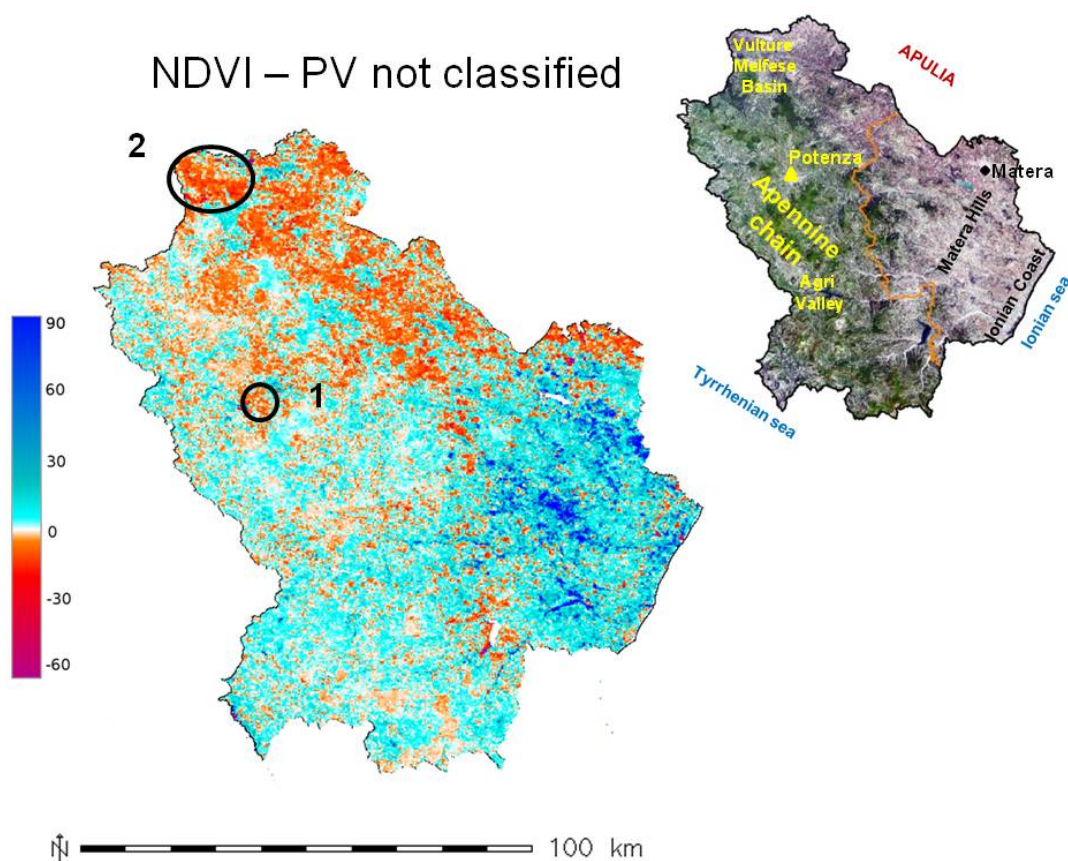 NDVI – PV not classified
2
1
90
60
30
0
-30
-60
N
100 km
Vulture
Melfese
Basin
APULIA
Potenza
Matera
Apennine
chain
Matera Hills
Agri
Valley
Ionian Coast
Ionian sea
Tyrrhenian sea